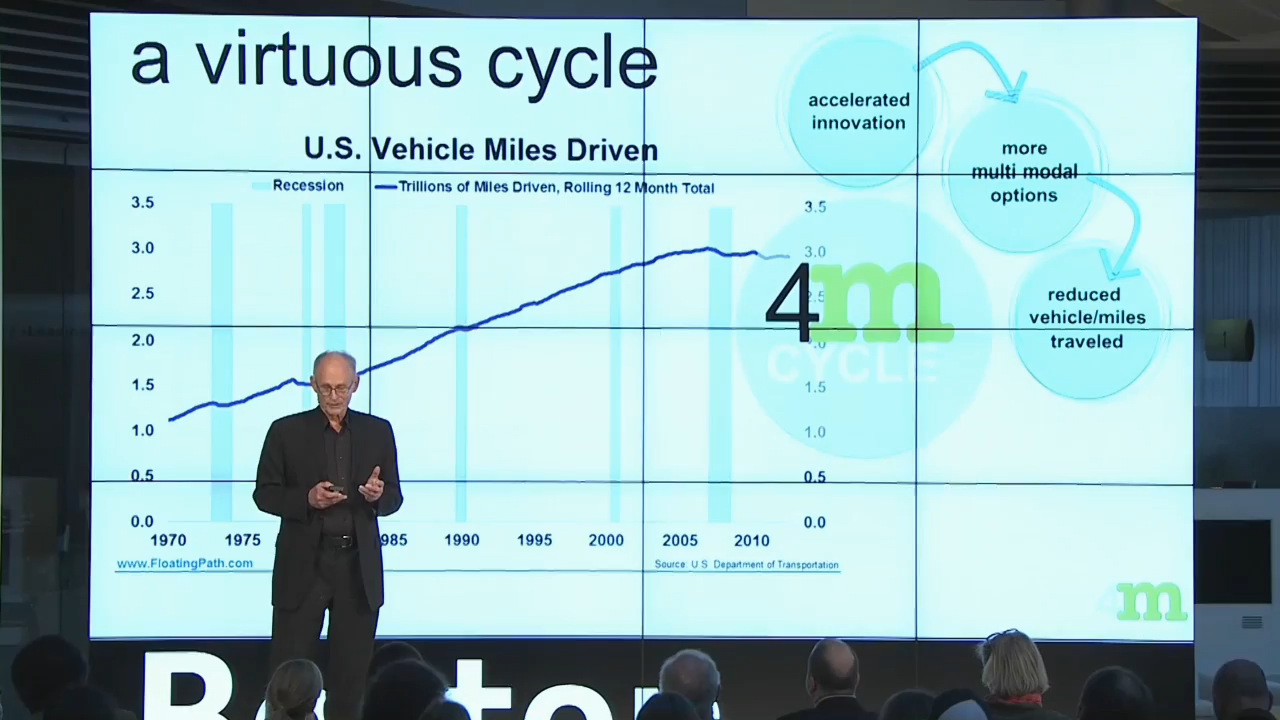 a virtuous cycle
U.S. Vehicle Miles Driven
Recession
Trillions of Miles Driven, Rolling 12 Month Total
3.5
3.0
2.5
2.0
1.5
1.0
0.5
0.0
1970 1975 985 1990 1995 2000 2005 2010
3.5
3.0
1.5
1.0
0.5
0.0
www.FloatingPath.com
Source: U.S. Department of Transportation
4m
CYCLE
accelerated
innovation
more
multi modal
options
reduced
vehicle/miles
traveled
m